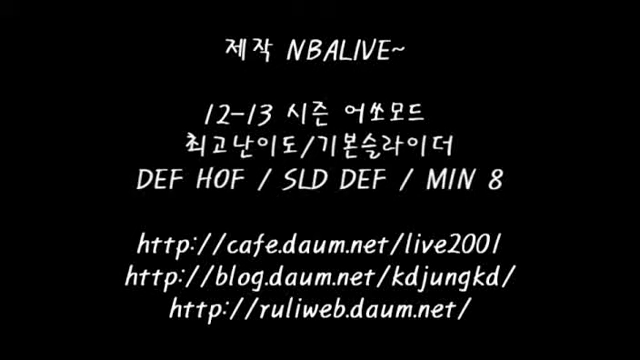 제작 NBALIVE~
12-13 시즌 어쏘모드
최고난이도/기본슬라이더
DEF HOF / SLD DEF / MIN 8
http://cafe.daum.net/live2001
http://blog.daum.net/kdjungkd/
http://ruliweb.daum.net/